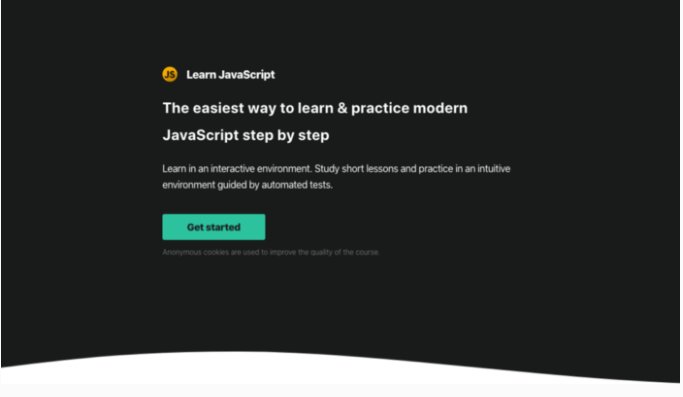 JS Learn JavaScript
The easiest way to learn & practice modern
JavaScript step by step
Learn in an interactive environment. Study short lessons and practice in an intuitive
environment guided by automated tests.
Get started
Anonymous cookies are used to improve the quality of the course.